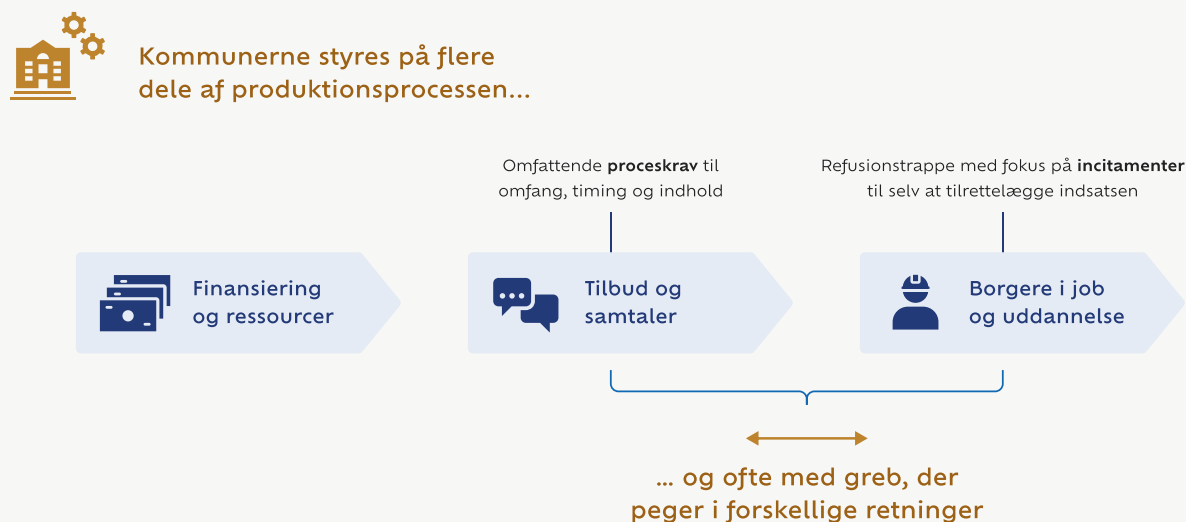 Kommunerne styres på flere
dele af produktionsprocessen...
Omfattende proceskrav til
omfang, timing og indhold
Refusionstrappe med fokus på incitamenter
til selv at tilrettelægge indsatsen
Finansiering
og ressourcer
Tilbud og
samtaler
Borgere i job
og uddannelse
... og ofte med greb, der
peger i forskellige retninger